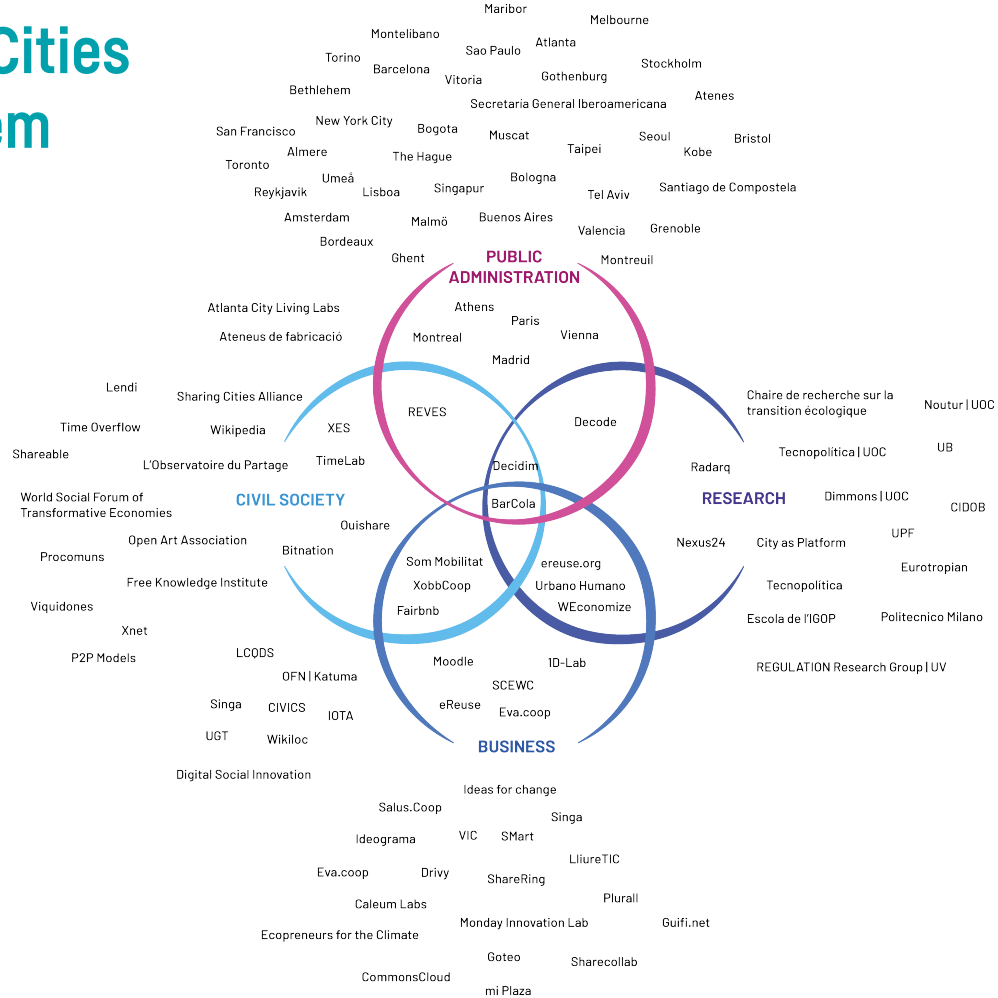 Cities
em
Maribor
Melbourne
Montelibano
Atlanta
Sao Paulo
Torino
Stockholm
Barcelona
Gothenburg
Vitoria
Bethlehem
Atenes
Secretaria General Iberoamericana
New York City
Bogota
San Francisco
Muscat
Seoul
Bristol
Almere
Taipei
Kobe
The Hague
Toronto
Umeå
Bologna
Reykjavik
Lisboa
Singapur
Tel Aviv
Santiago de Compostela
Amsterdam
Malmö
Buenos Aires
Valencia
Grenoble
Bordeaux
Ghent
PUBLIC
ADMINISTRATION
Montreuil
Atlanta City Living Labs
Athens
Paris
Ateneus de fabricació
Montreal
Vienna
Madrid
Lendi
Sharing Cities Alliance
REVES
Decode
Chaire de recherche sur la
transition écologique
Noutur | UOC
Time Overflow
Wikipedia
XES
Shareable
L'Observatoire du Partage
TimeLab
Decidim
Radarq
Tecnopolítica | UOC
UB
World Social Forum of
Transformative Economies
CIVIL SOCIETY
BarCola
RESEARCH
Dimmons | UOC
CIDOB
Ouishare
Open Art Association
Bitnation
Nexus24
City as Platform
UPF
Procomuns
Som Mobilitat
ereuse.org
Eurotripian
Free Knowledge Institute
XobbCoop
Urbano Humano
Tecnopolítica
Viquidones
Fairbnb
WEconomize
Escola de l'IGOP
Politecnico Milano
Xnet
P2P Models
LCQDS
Moodle
1D-Lab
REGULATION Research Group | UV
OFN | Katuma
SCEWC
Singa
CIVICS
IOTA
eReuse
Eva.coop
UGT
Wikiloc
BUSINESS
Digital Social Innovation
Ideas for change
Salus.Coop
Singa
Ideograma
VIC
SMart
LliureTIC
Eva.coop
Drivy
ShareRing
Plurall
Caleum Labs
Monday Innovation Lab
Guifi.net
Ecopreneurs for the Climate
Goteo
Sharecollab
CommonsCloud
mi Plaza